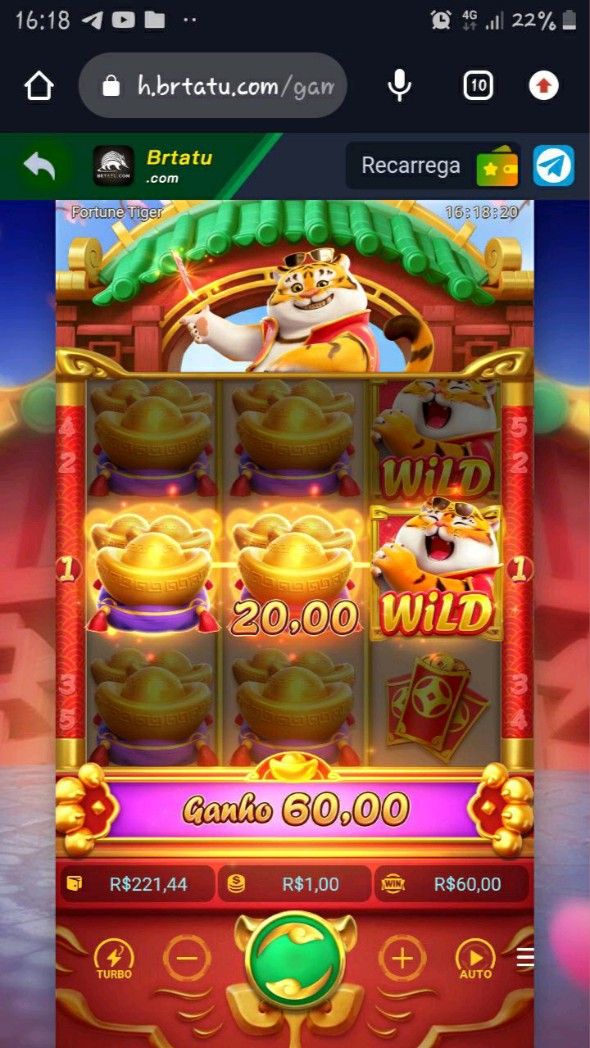 16:18
4G
22%
h.brtatu.com/gam
10
Brtatu
.com
Recarrega
Fortune Tiger
16:18:20
4
5
2
2
WILD
1
1
20,00
WILD
3
3
5
4
Ganho 60,00
R$221,44
R$1,00
WIN
R$60,00
TURBO
AUTO